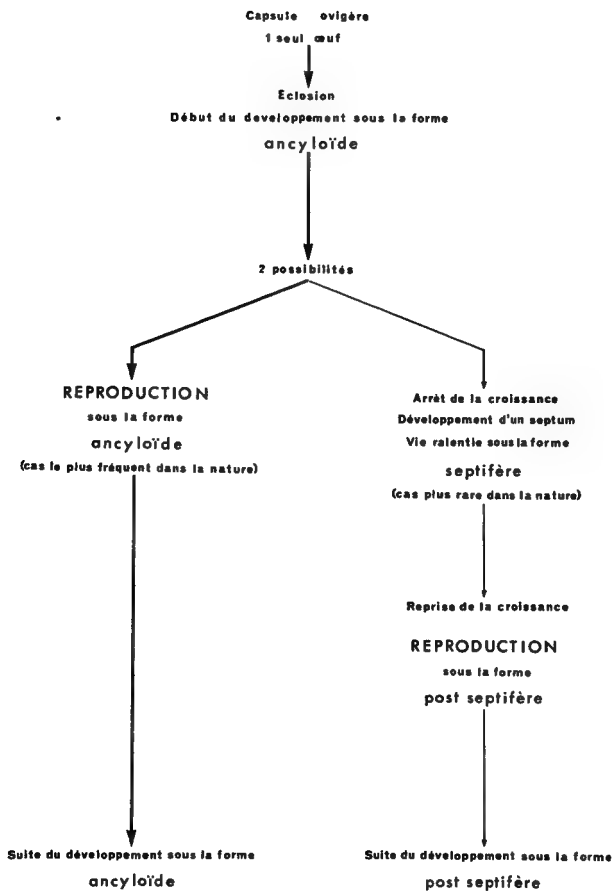 Capsule ovigère
1 seul œuf
Eclosion
Début du developpement sous la forme
ancyloïde
2 possibilités
REPRODUCTION
sous la forme
ancyloïde
(cas le plus fréquent dans la nature)
Arrèt de la croissance
Développement d'un septum
Vie ralentie sous la forme
septifère
(cas plus rare dans la nature)
Reprise de la croissance
REPRODUCTION
sous la forme
post septifère
Suite du développement sous la forme
ancyloïde
Suite du développement sous la forme
post septifère